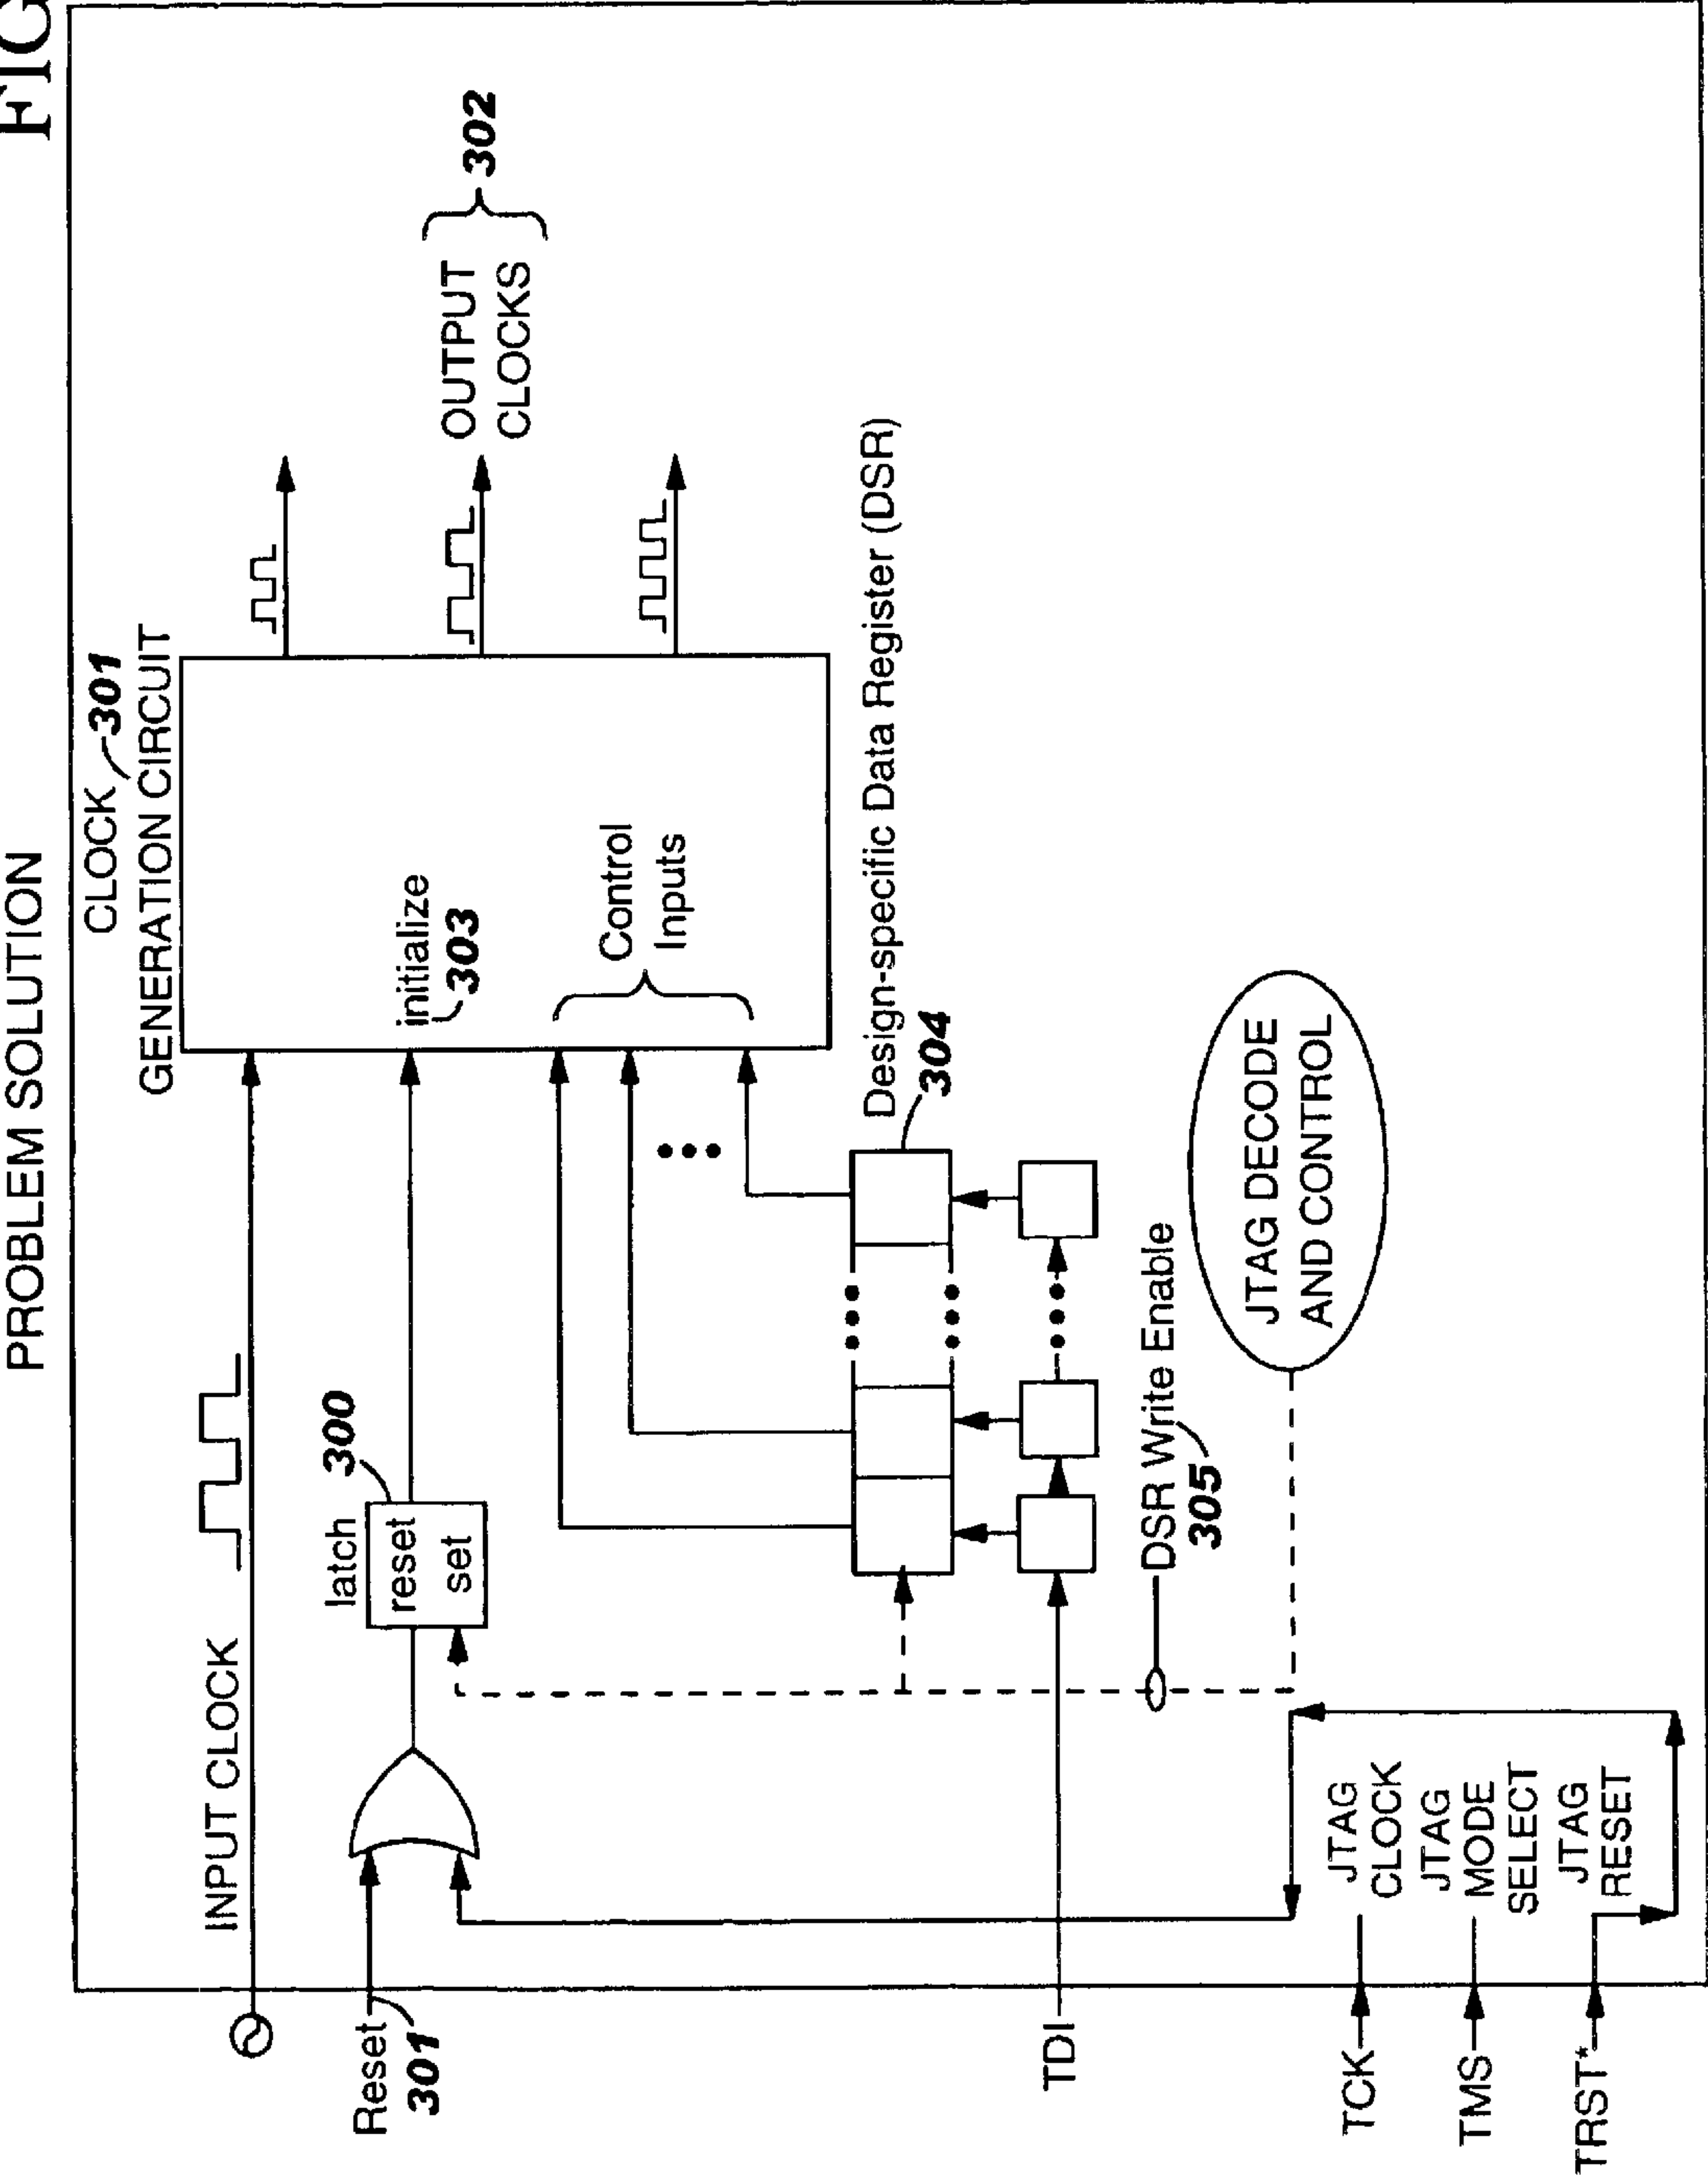 FIG
PROBLEM SOLUTION
CLOCK 301
GENERATION CIRCUIT
INPUT CLOCK
latch
300
reset
set
initialize
303
Control
Inputs
OUTPUT
CLOCKS
302
Reset
301
Design-specific Data Register (DSR)
304
TDI
DSR Write Enable
305
JTAG DECODE
AND CONTROL
TCK
JTAG
CLOCK
TMS
JTAG
MODE
SELECT
TRST*
JTAG
RESET